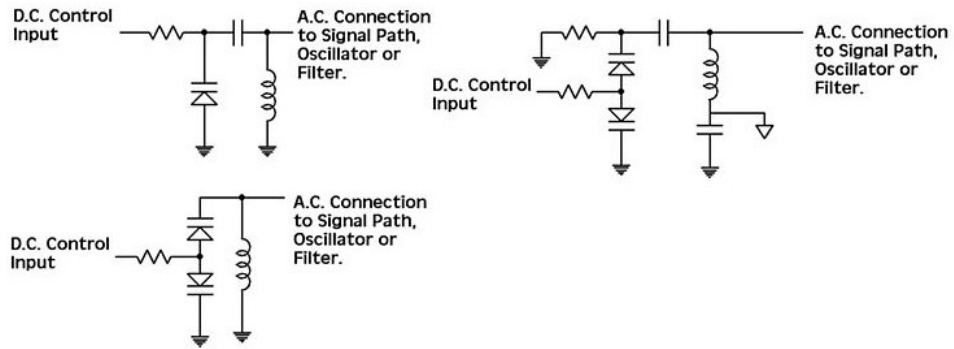 D.C. Control
Input
A.C. Connection
to Signal Path,
Oscillator or
Filter.
A.C. Connection
to Signal Path,
Oscillator or
Filter.
D.C. Control
Input
A.C. Connection
to Signal Path,
Oscillator or
Filter.
D.C. Control
Input